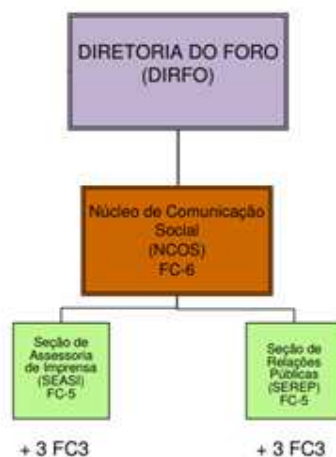 DIRETORIA DO FORO
(DIRFO)
Núcleo de Comunicação
Social
(NCOS)
FC-6
Seção de
Assessoria
de Imprensa
(SEASI)
FC-5
Seção de
Relações
Públicas
(SEREP)
FC-5
+ 3 FC3
+ 3 FC3